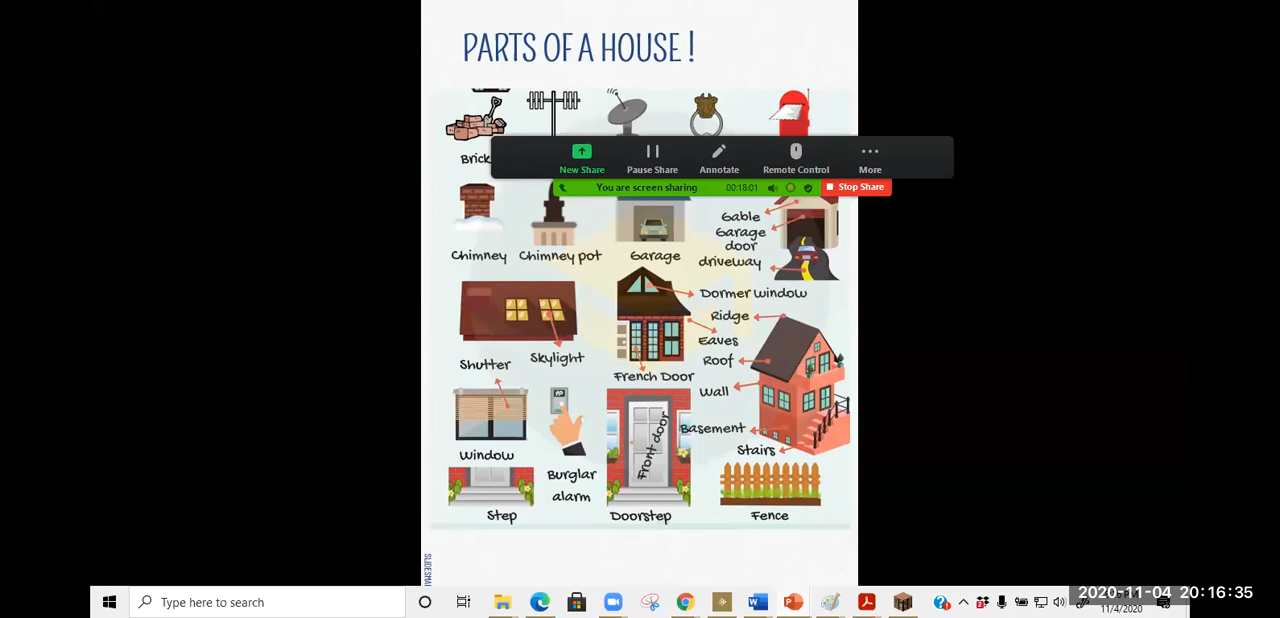 PARTS OF A HOUSE !
Brick
New Share
Pause Share
Annotate
Remote Control
More
You are screen sharing
00:18:01
Stop Share
Chimney
Chimney pot
Garage
Gable
Garage
door
driveway
Dormer window
Ridge
Eaves
Roof
French Door
Wall
Shutter
Skylight
Window
Burglar
alarm
Front door
Basement
Stairs
Step
Doorstep
Fence
Type here to search
2020-11-04 20:16:35
11/4/2020